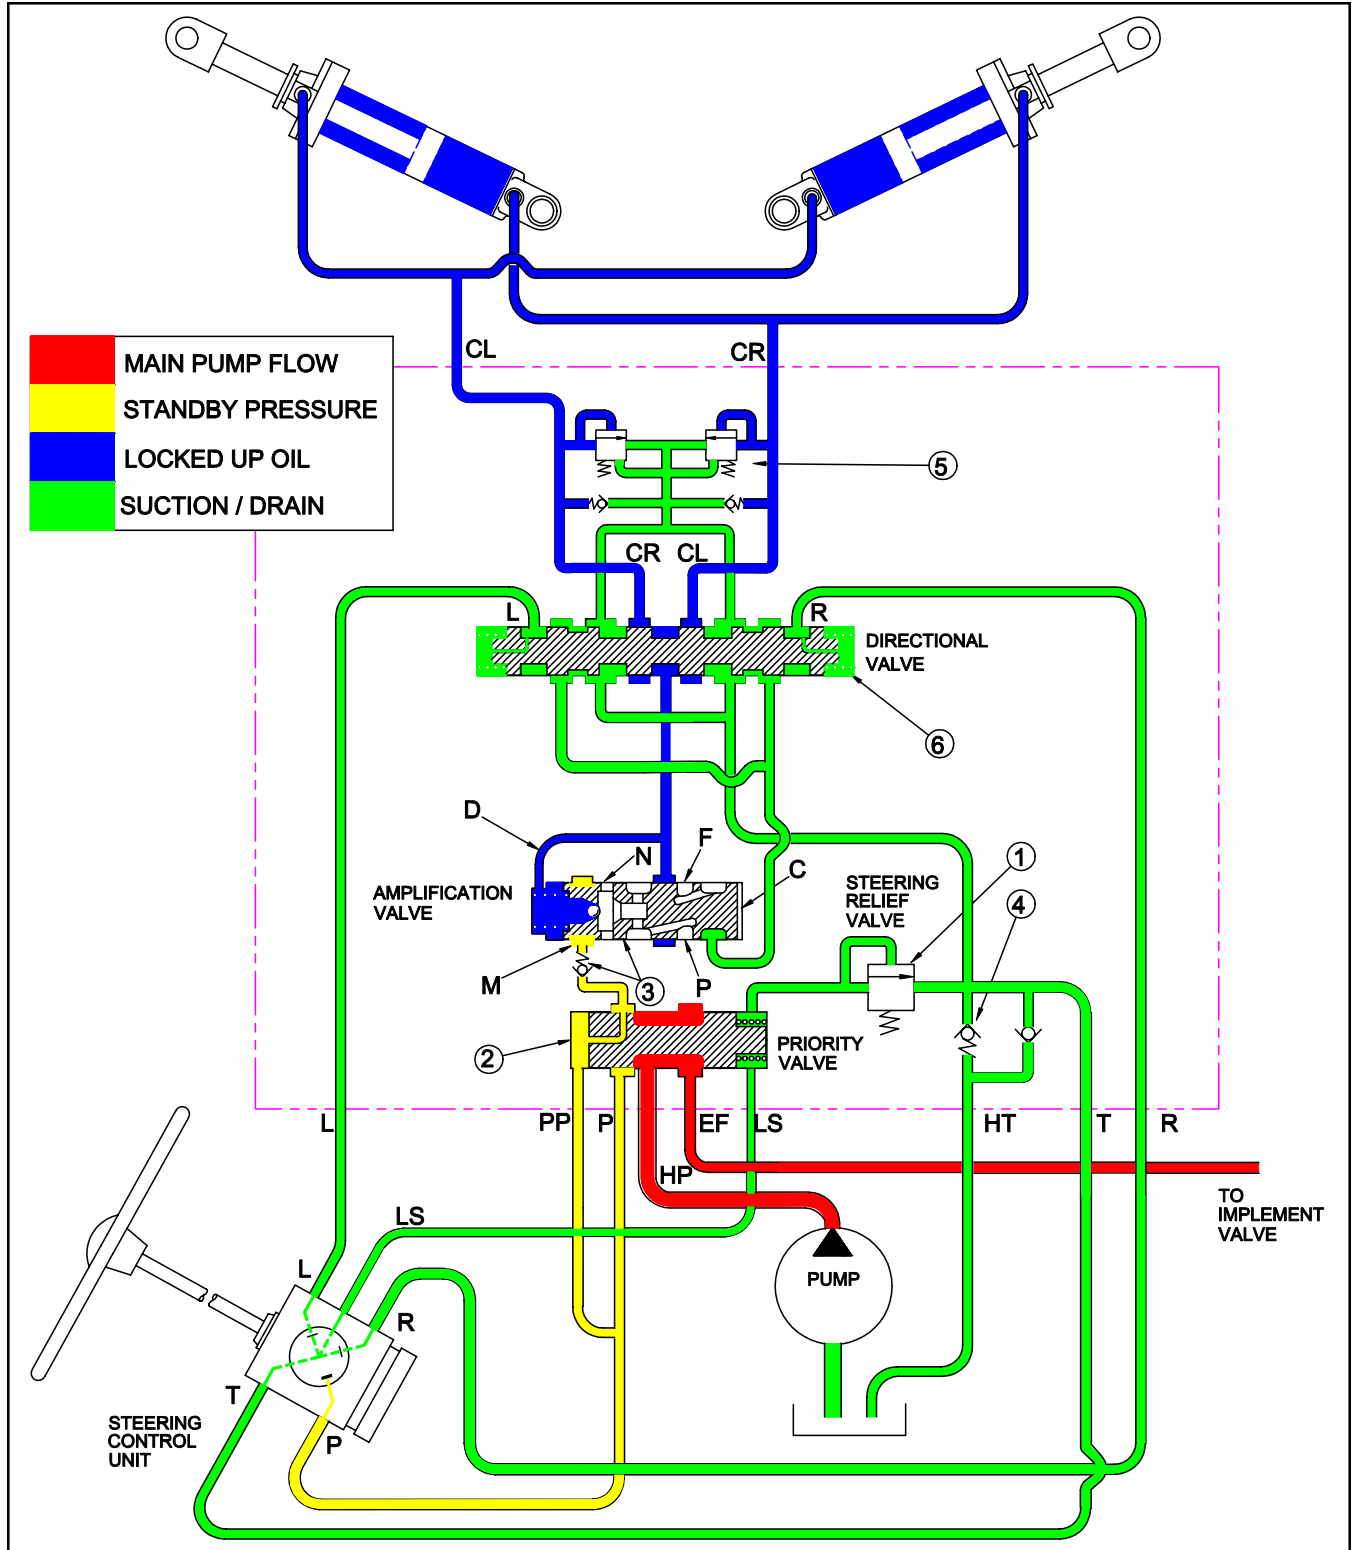 MAIN PUMP FLOW
STANDBY PRESSURE
LOCKED UP OIL
SUCTION / DRAIN
CL
CR
5
CR
CL
L
R
DIRECTIONAL
VALVE
6
D
N
F
C
AMPLIFICATION
VALVE
STEERING
RELIEF
VALVE
1
4
M
3
P
2
PRIORITY
VALVE
L
PP
P
EF
LS
HT
T
R
HP
TO
IMPLEMENT
VALVE
LS
L
R
PUMP
T
P
STEERING
CONTROL
UNIT